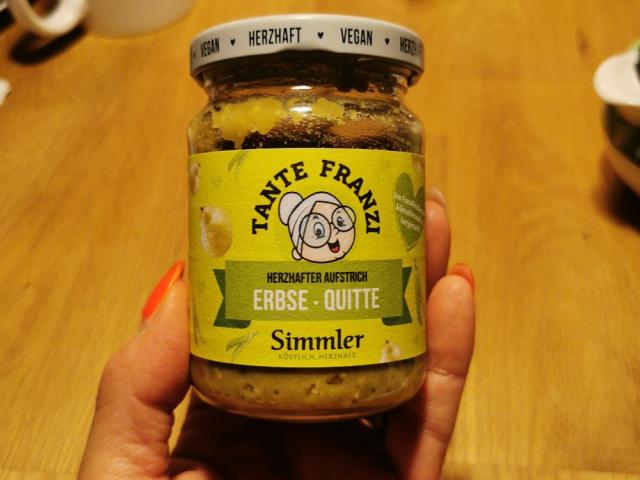 VEGAN ♥ HERZHAFT ♥ VEGAN ♥
TANTE FRANZI
HERZHAFTER AUFSTRICH
ERBSE · QUITTE
Simmler
KÖSTLICH. HERZHAFT.